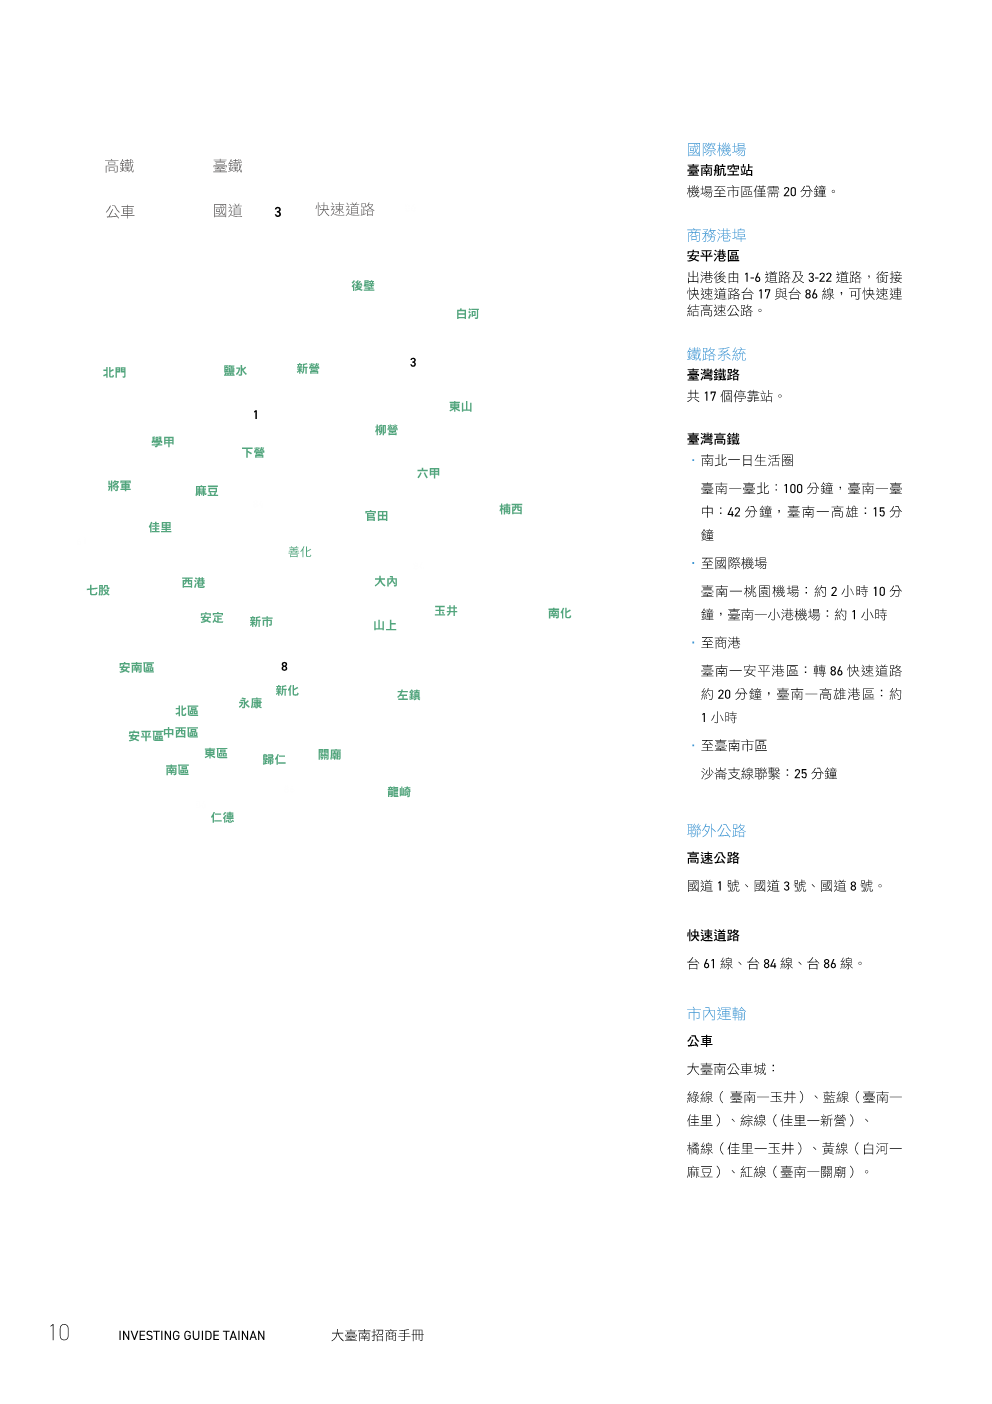 高鐵 臺鐵
公車 國道 3 快速道路
後壁
白河
3
北門 鹽水 新營
東山
1
柳營
學甲
下營
六甲
將軍 麻豆
楠西
官田
佳里
善化
西港 大內
七股
玉井 南化
安定 新市 山上
安南區 8
新化 左鎮
永康
北區
安平區 中西區
東區 歸仁 關廟
南區
龍崎
仁德
國際機場
臺南航空站
機場至市區僅需 20 分鐘。
商務港埠
安平港區
出港後由 1-6 道路及 3-22 道路，銜接
快速道路台 17 與台 86 線，可快速連
結高速公路。
鐵路系統
臺灣鐵路
共 17 個停靠站。
臺灣高鐵
· 南北一日生活圈
臺南—臺北：100 分鐘，臺南—臺
中：42 分鐘，臺南—高雄：15 分
鐘
· 至國際機場
臺南—桃園機場：約 2 小時 10 分
鐘，臺南—小港機場：約 1 小時
· 至商港
臺南—安平港區：轉 86 快速道路
約 20 分鐘，臺南—高雄港區：約
1 小時
· 至臺南市區
沙崙支線聯繫：25 分鐘
聯外公路
高速公路
國道 1 號、國道 3 號、國道 8 號。
快速道路
台 61 線、台 84 線、台 86 線。
市內運輸
公車
大臺南公車城：
綠線（ 臺南—玉井）、藍線（臺南—
佳里）、綜線（佳里—新營）、
橘線（佳里—玉井）、黃線（白河—
麻豆）、紅線（臺南—關廟）。
10 INVESTING GUIDE TAINAN 大臺南招商手冊